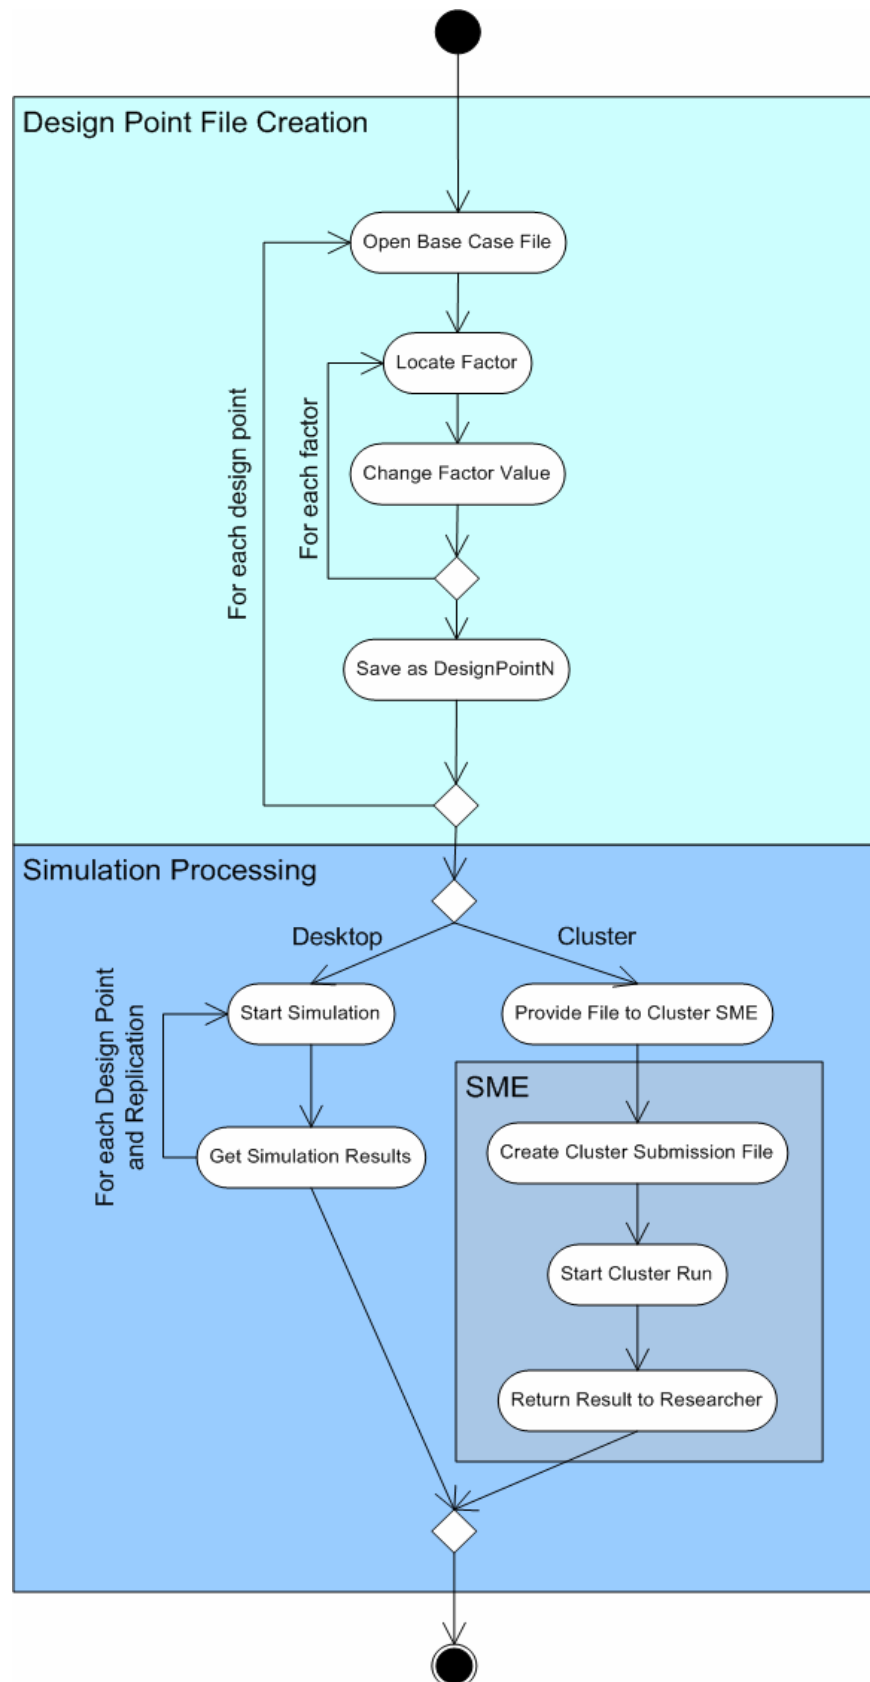 Design Point File Creation
Open Base Case File
Locate Factor
For each design point
For each factor
Change Factor Value
Save as DesignPointN
Simulation Processing
Desktop
Cluster
For each Design Point
and Replication
Start Simulation
Provide File to Cluster SME
SME
Get Simulation Results
Create Cluster Submission File
Start Cluster Run
Return Result to Researcher